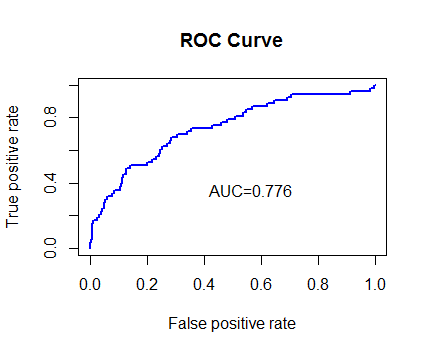 ROC Curve
True positive rate
0.8
0.4
0.0
AUC=0.776
0.0 0.2 0.4 0.6 0.8 1.0
False positive rate